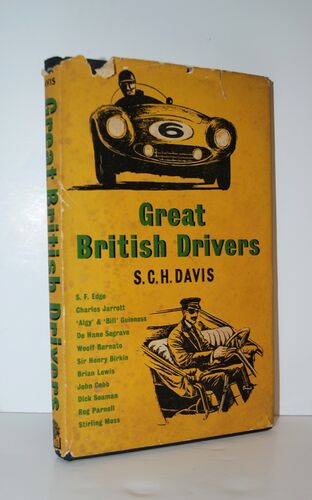 DAVIS
Great British Drivers
6
Great
British Drivers
S.C.H. DAVIS
S. F. Edge
Charles Jarrott
'Algy' & 'Bill' Guinness
De Hane Segrave
Woolf Barnato
Sir Henry Birkin
Brian Lewis
John Cobb
Dick Seaman
Reg Parnell
Stirling Moss